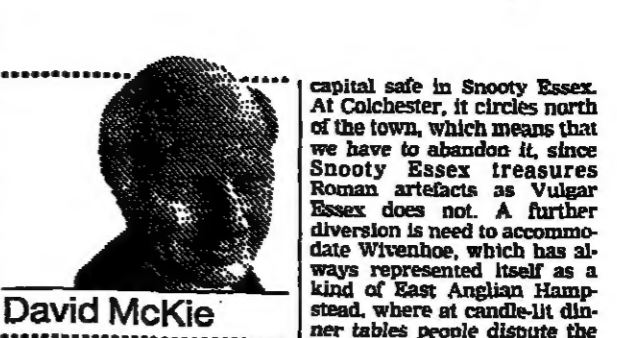 David McKie
capital safe in Snooty Essex.
At Colchester, it circles north
of the town, which means that
we have to abandon it, since
Snooty Essex treasures
Roman artefacts as Vulgar
Essex does not. A further
diversion is need to accommo-
date Wivenhoe, which has al-
ways represented itself as a
kind of East Anglian Hamp-
stead, where at candle-lit din-
ner tables people dispute the